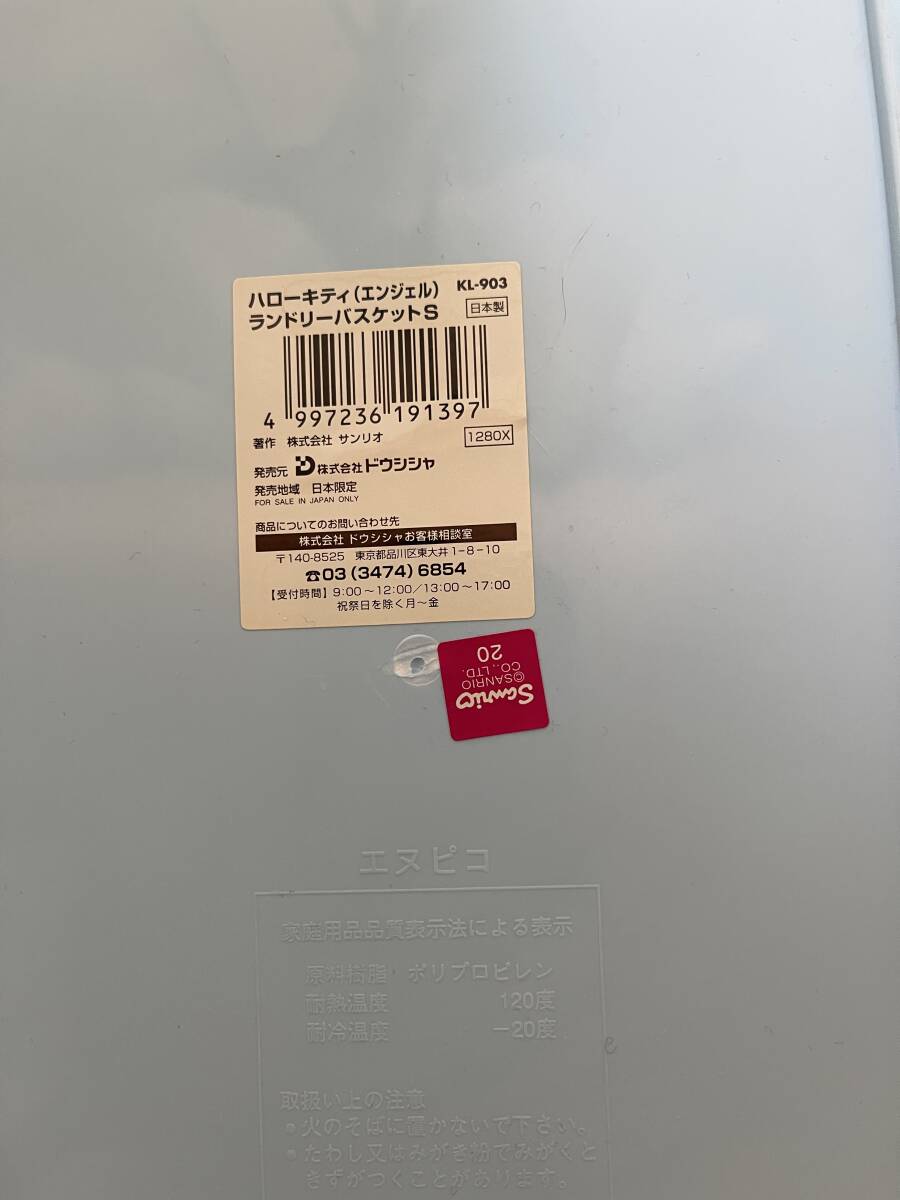 ハローキティ(エンジェル) KL-903
ランドリーバスケットS 日本製
4 997236 191397
著作 株式会社 サンリオ 1280X
発売元 株式会社ドウシシャ
発売地域 日本限定
FOR SALE IN JAPAN ONLY
商品についてのお問い合わせ先
株式会社 ドウシシャお客様相談室
〒140-8525 東京都品川区東大井1-8-10
☎03(3474)6854
【受付時間】9:00〜12:00/13:00〜17:00
祝祭日を除く月〜金
Sanrio
©SANRIO
CO., LTD.
20
エヌピコ
家庭用品品質表示法による表示
原料樹脂 ポリプロピレン
耐熱温度 120度
耐冷温度 -20度
取扱い上の注意
●火のそばに置かないで下さい。
●たわし又はみがき粉でみがくと
きずがつくことがあります。